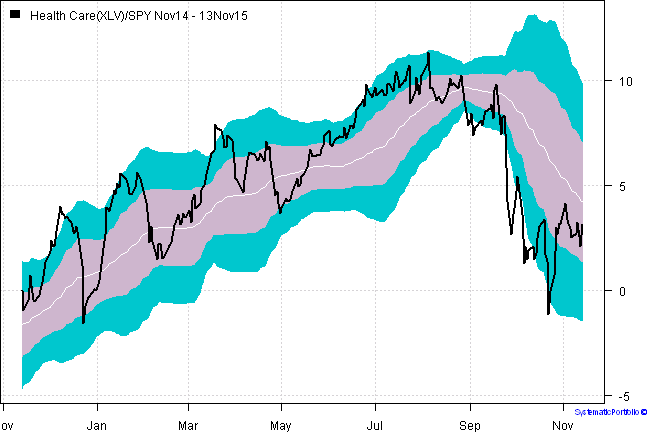 Health Care(XLV)/SPY Nov14 - 13Nov15
10
5
0
-5
ov Jan Mar May Jul Sep Nov
SystematicPortfolio ©